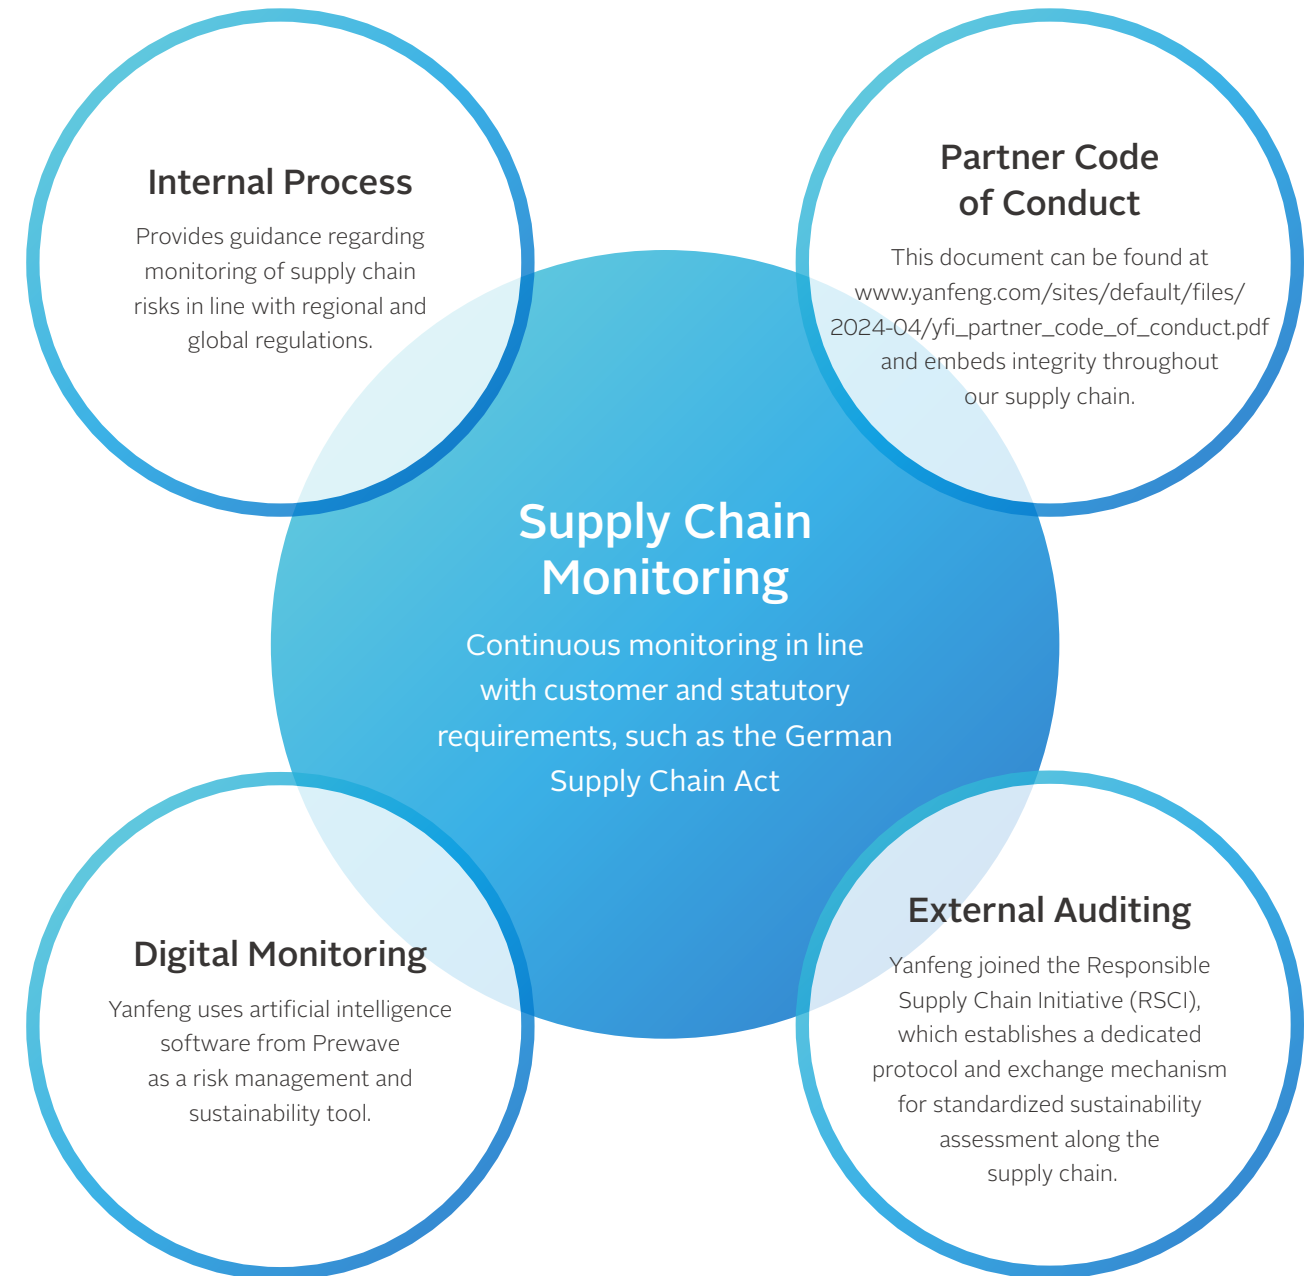 Internal Process
Provides guidance regarding
monitoring of supply chain
risks in line with regional and
global regulations.
Partner Code
of Conduct
This document can be found at
www.yanfeng.com/sites/default/files/
2024-04/yfi_partner_code_of_conduct.pdf
and embeds integrity throughout
our supply chain.
Supply Chain
Monitoring
Continuous monitoring in line
with customer and statutory
requirements, such as the German
Supply Chain Act
Digital Monitoring
Yanfeng uses artificial intelligence
software from Prewave
as a risk management and
sustainability tool.
External Auditing
Yanfeng joined the Responsible
Supply Chain Initiative (RSCI),
which establishes a dedicated
protocol and exchange mechanism
for standardized sustainability
assessment along the
supply chain.